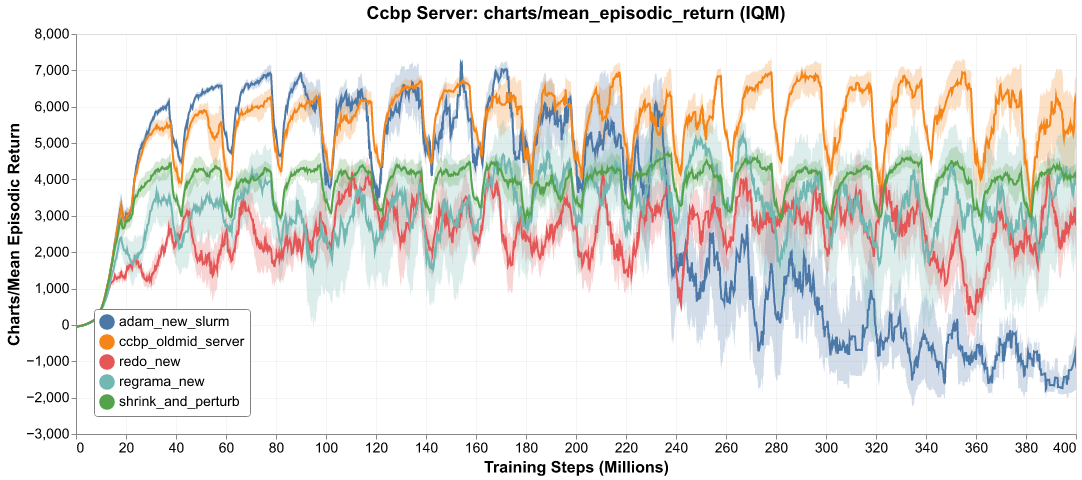 Ccbp Server: charts/mean_episodic_return (IQM)
Charts/Mean Episodic Return
8,000
7,000
6,000
5,000
4,000
3,000
2,000
1,000
0
−1,000
−2,000
−3,000
adam_new_slurm
ccbp_oldmid_server
redo_new
regrama_new
shrink_and_perturb
0 20 40 60 80 100 120 140 160 180 200 220 240 260 280 300 320 340 360 380 400
Training Steps (Millions)